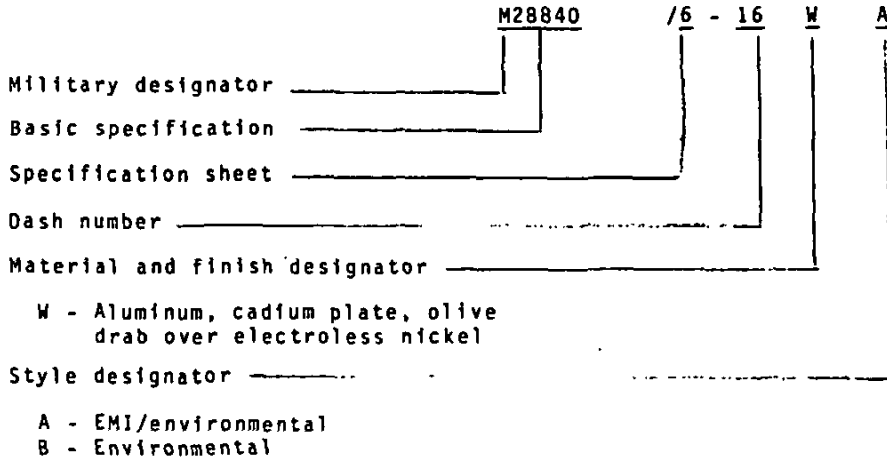 M28840 /6 - 16 W A
Military designator
Basic specification
Specification sheet
Dash number
Material and finish designator
W - Aluminum, cadium plate, olive
drab over electroless nickel
Style designator
A - EMI/environmental
B - Environmental